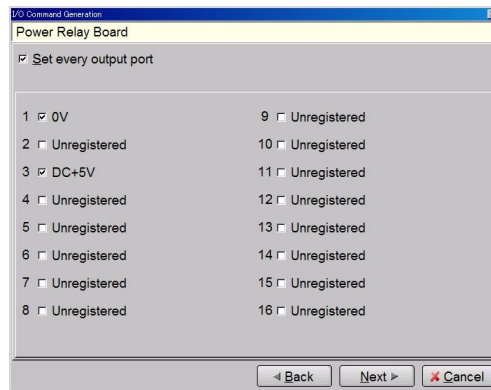 I/O Command Generation
Power Relay Board
Set every output port
1 0V
2 Unregistered
3 DC+5V
4 Unregistered
5 Unregistered
6 Unregistered
7 Unregistered
8 Unregistered
9 Unregistered
10 Unregistered
11 Unregistered
12 Unregistered
13 Unregistered
14 Unregistered
15 Unregistered
16 Unregistered
Back
Next
Cancel